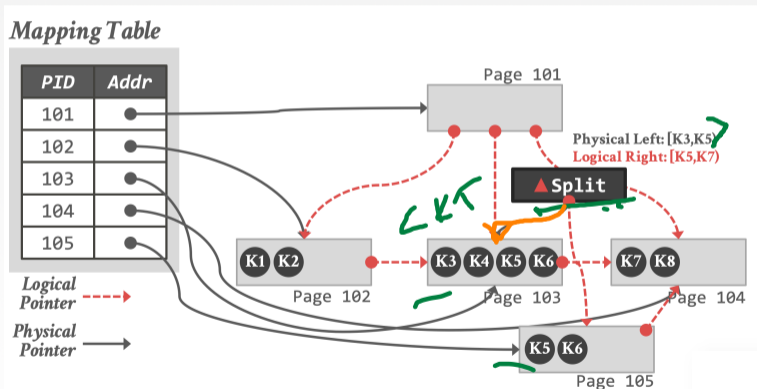 Mapping Table
PID Addr
101
102
103
104
105
Page 101
Physical Left: [K3,K5)
Logical Right: [K5,K7)
▲Split
<K5
K1 K2
Page 102
K3 K4 K5 K6
Page 103
K7 K8
Page 104
K5 K6
Page 105
Logical
Pointer
Physical
Pointer